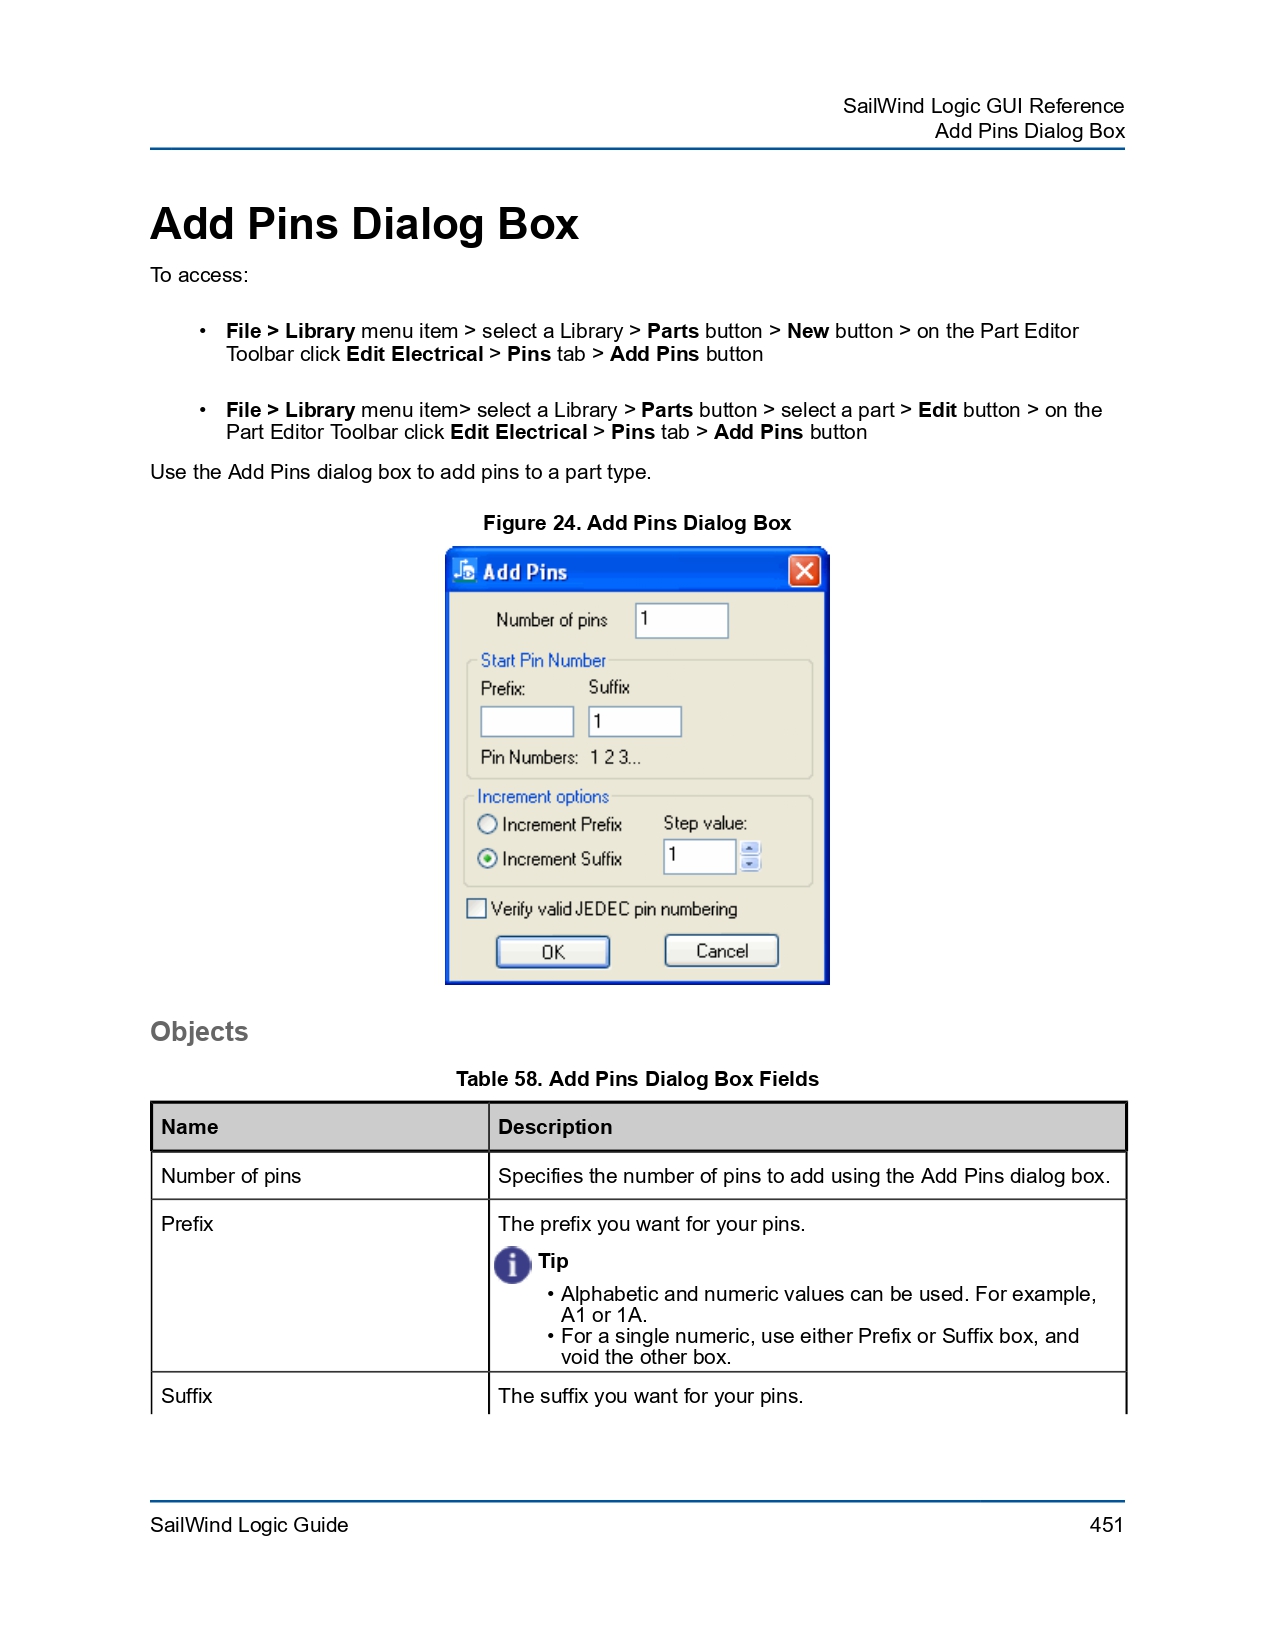 SailWind Logic GUI Reference
Add Pins Dialog Box
Add Pins Dialog Box
To access:
• File > Library menu item > select a Library > Parts button > New button > on the Part Editor
Toolbar click Edit Electrical > Pins tab > Add Pins button
• File > Library menu item> select a Library > Parts button > select a part > Edit button > on the
Part Editor Toolbar click Edit Electrical > Pins tab > Add Pins button
Use the Add Pins dialog box to add pins to a part type.
Figure 24. Add Pins Dialog Box
Add Pins
Number of pins 1
Start Pin Number
Prefix: Suffix
1
Pin Numbers: 1 2 3...
Increment options
Increment Prefix Step value:
Increment Suffix 1
Verify valid JEDEC pin numbering
OK Cancel
Objects
Table 58. Add Pins Dialog Box Fields
Name Description
Number of pins Specifies the number of pins to add using the Add Pins dialog box.
Prefix The prefix you want for your pins.
i Tip
• Alphabetic and numeric values can be used. For example,
A1 or 1A.
• For a single numeric, use either Prefix or Suffix box, and
void the other box.
Suffix The suffix you want for your pins.
SailWind Logic Guide 451